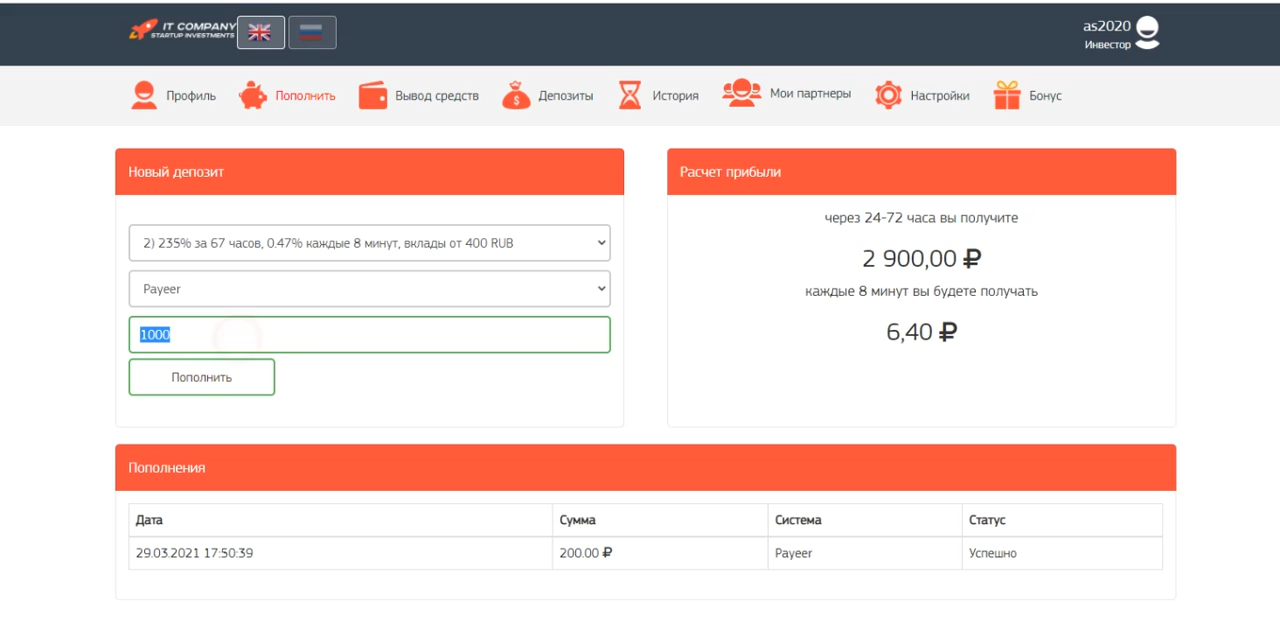 IT COMPANY
STARTUP INVESTMENTS
as2020
Инвестор
Профиль
Пополнить
Вывод средств
Депозиты
История
Мои партнеры
Настройки
Бонус
Новый депозит
2) 235% за 67 часов, 0.47% каждые 8 минут, вклады от 400 RUB
Payeer
1000
Пополнить
Расчет прибыли
через 24-72 часа вы получите
2 900,00 ₽
каждые 8 минут вы будете получать
6,40 ₽
Пополнения
Дата Сумма Система Статус
29.03.2021 17:50:39 200.00 ₽ Payeer Успешно